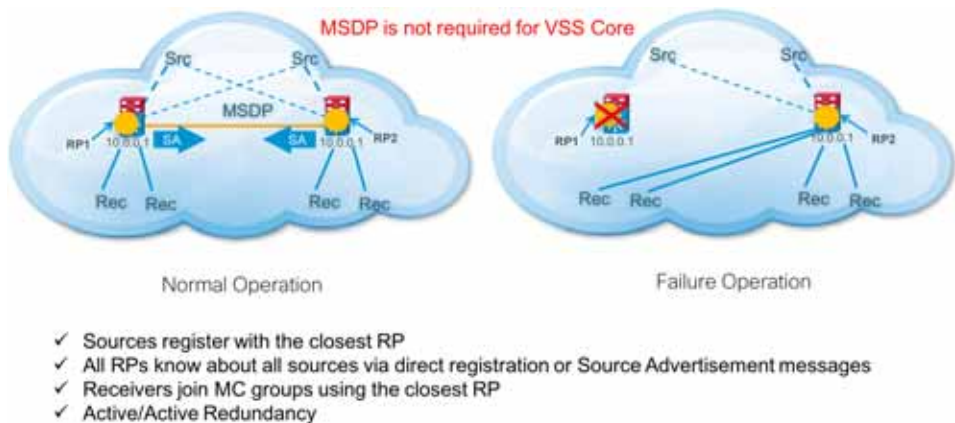 MSDP is not required for VSS Core
Src Src
MSDP
RP1 SA SA RP2
10.0.0.1 10.0.0.1
Rec Rec Rec Rec
Normal Operation
Src Src
RP1 RP2
10.0.0.1 10.0.0.1
Rec Rec Rec Rec
Failure Operation
✓ Sources register with the closest RP
✓ All RPs know about all sources via direct registration or Source Advertisement messages
✓ Receivers join MC groups using the closest RP
✓ Active/Active Redundancy